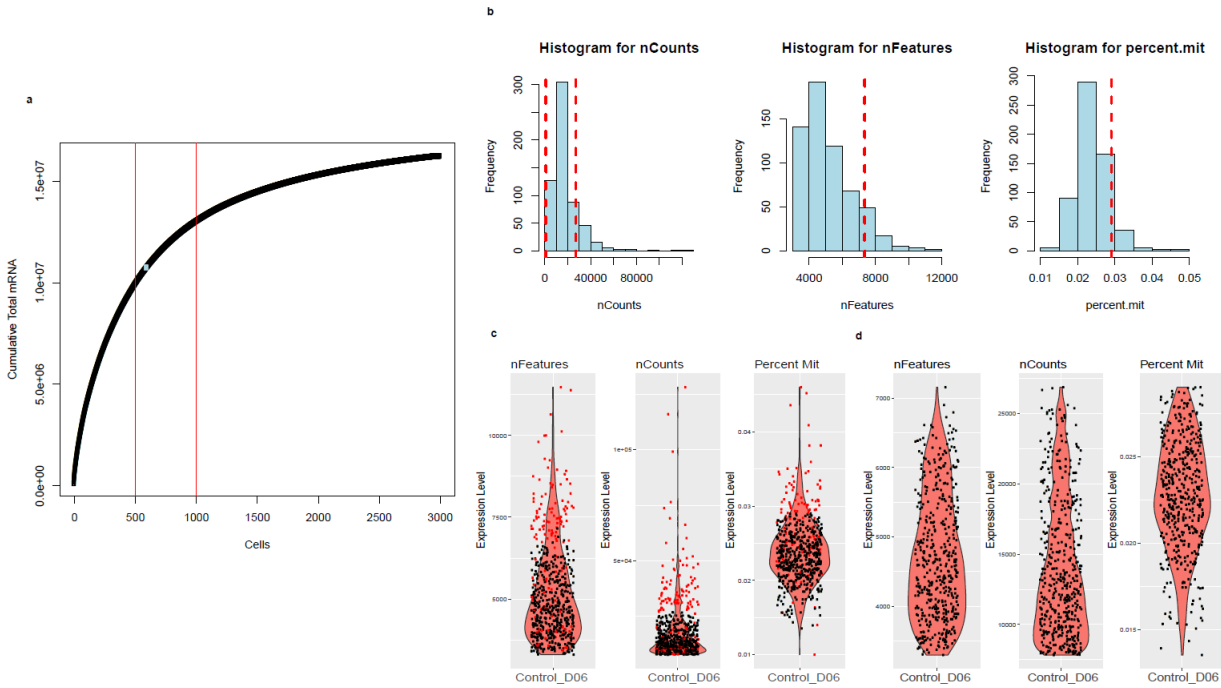 a
Cumulative Total mRNA
0.0e+00
5.0e+06
1.0e+07
1.5e+07
0 500 1000 1500 2000 2500 3000
Cells
b
Histogram for nCounts
Frequency
0 50 100 150 200 300
0 40000 80000
nCounts
Histogram for nFeatures
Frequency
0 50 100 150
4000 8000 12000
nFeatures
Histogram for percent.mit
Frequency
0 50 100 150 200 250 300
0.01 0.02 0.03 0.04 0.05
percent.mit
c
nFeatures
Expression Level
10000
7500
5000
Control_D06
nCounts
Expression Level
1e+05
5e+04
Control_D06
Percent Mit
Expression Level
0.04
0.03
0.02
0.01
Control_D06
d
nFeatures
Expression Level
7000
6000
5000
4000
Control_D06
nCounts
Expression Level
25000
20000
15000
10000
Control_D06
Percent Mit
Expression Level
0.025
0.020
0.015
Control_D06